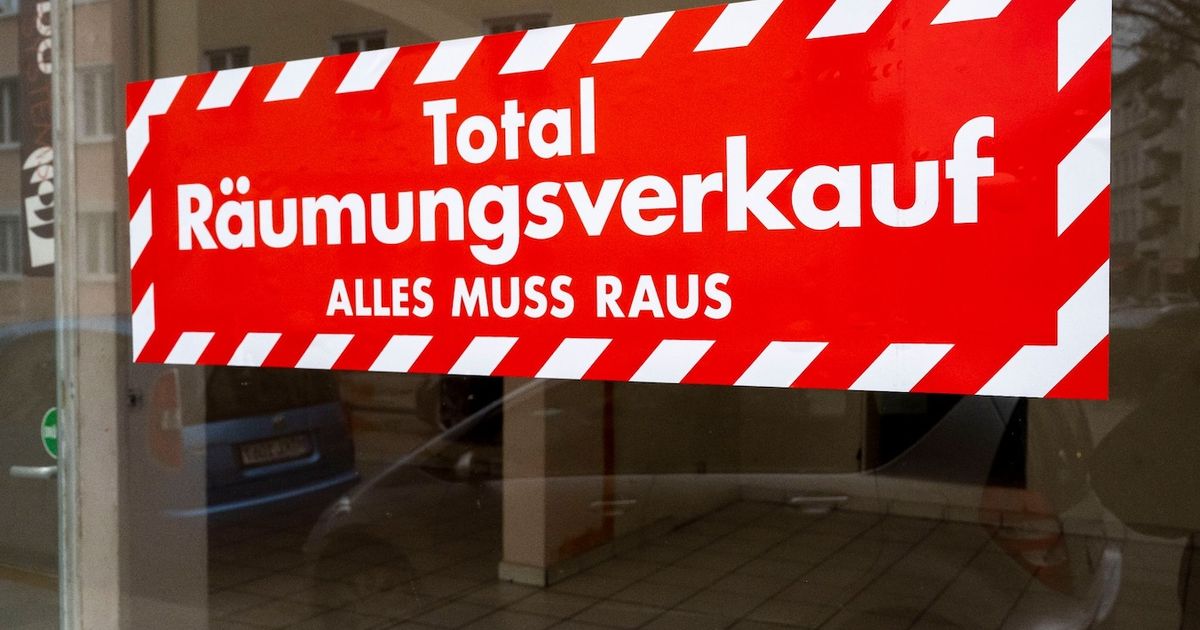 Total
Räumungsverkauf
ALLES MUSS RAUS